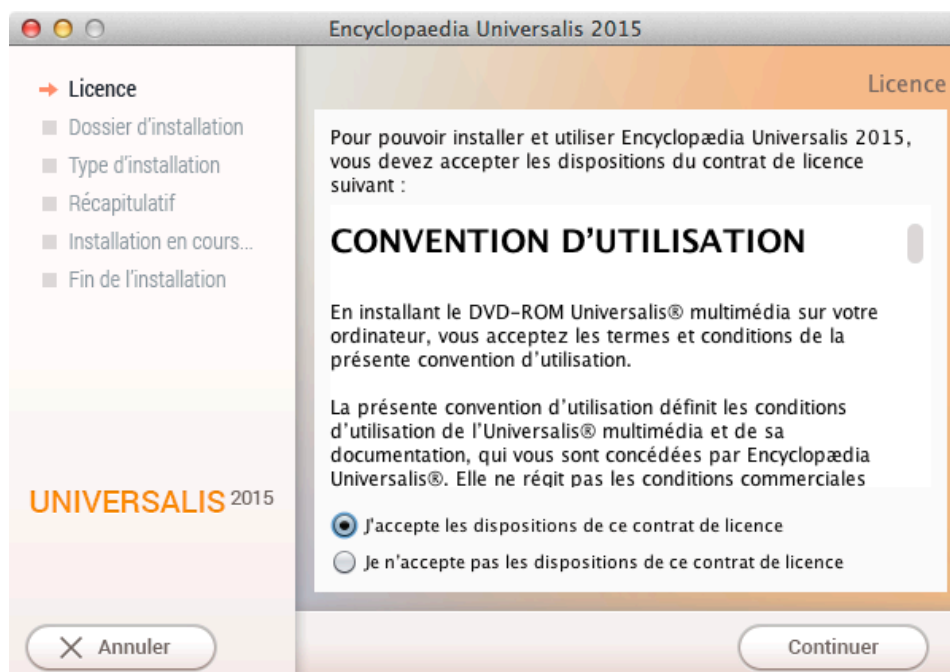 Encyclopaedia Universalis 2015
Licence
Dossier d'installation
Type d'installation
Récapitulatif
Installation en cours...
Fin de l'installation
UNIVERSALIS 2015
Annuler
Licence
Pour pouvoir installer et utiliser Encyclopædia Universalis 2015,
vous devez accepter les dispositions du contrat de licence
suivant :
CONVENTION D'UTILISATION
En installant le DVD-ROM Universalis® multimédia sur votre
ordinateur, vous acceptez les termes et conditions de la
présente convention d'utilisation.
La présente convention d'utilisation définit les conditions
d'utilisation de l'Universalis® multimédia et de sa
documentation, qui vous sont concédées par Encyclopædia
Universalis®. Elle ne régit pas les conditions commerciales
J'accepte les dispositions de ce contrat de licence
Je n'accepte pas les dispositions de ce contrat de licence
Continuer